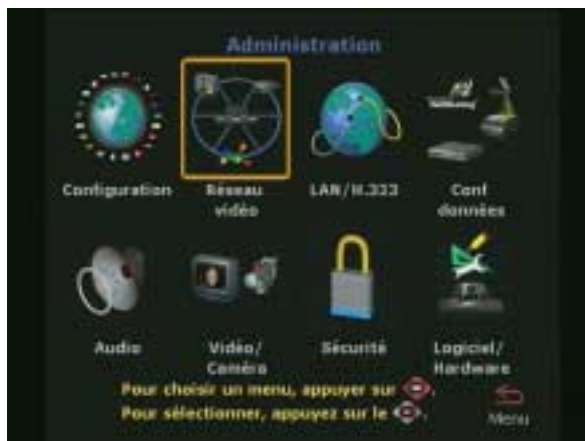 Administration
Configuration
Réseau vidéo
LAN/H.323
Conf données
Audio
Vidéo/ Caméra
Sécurité
Logiciel/ Hardware
Pour choisir un menu, appuyer sur
Pour sélectionner, appuyez sur le
Menu